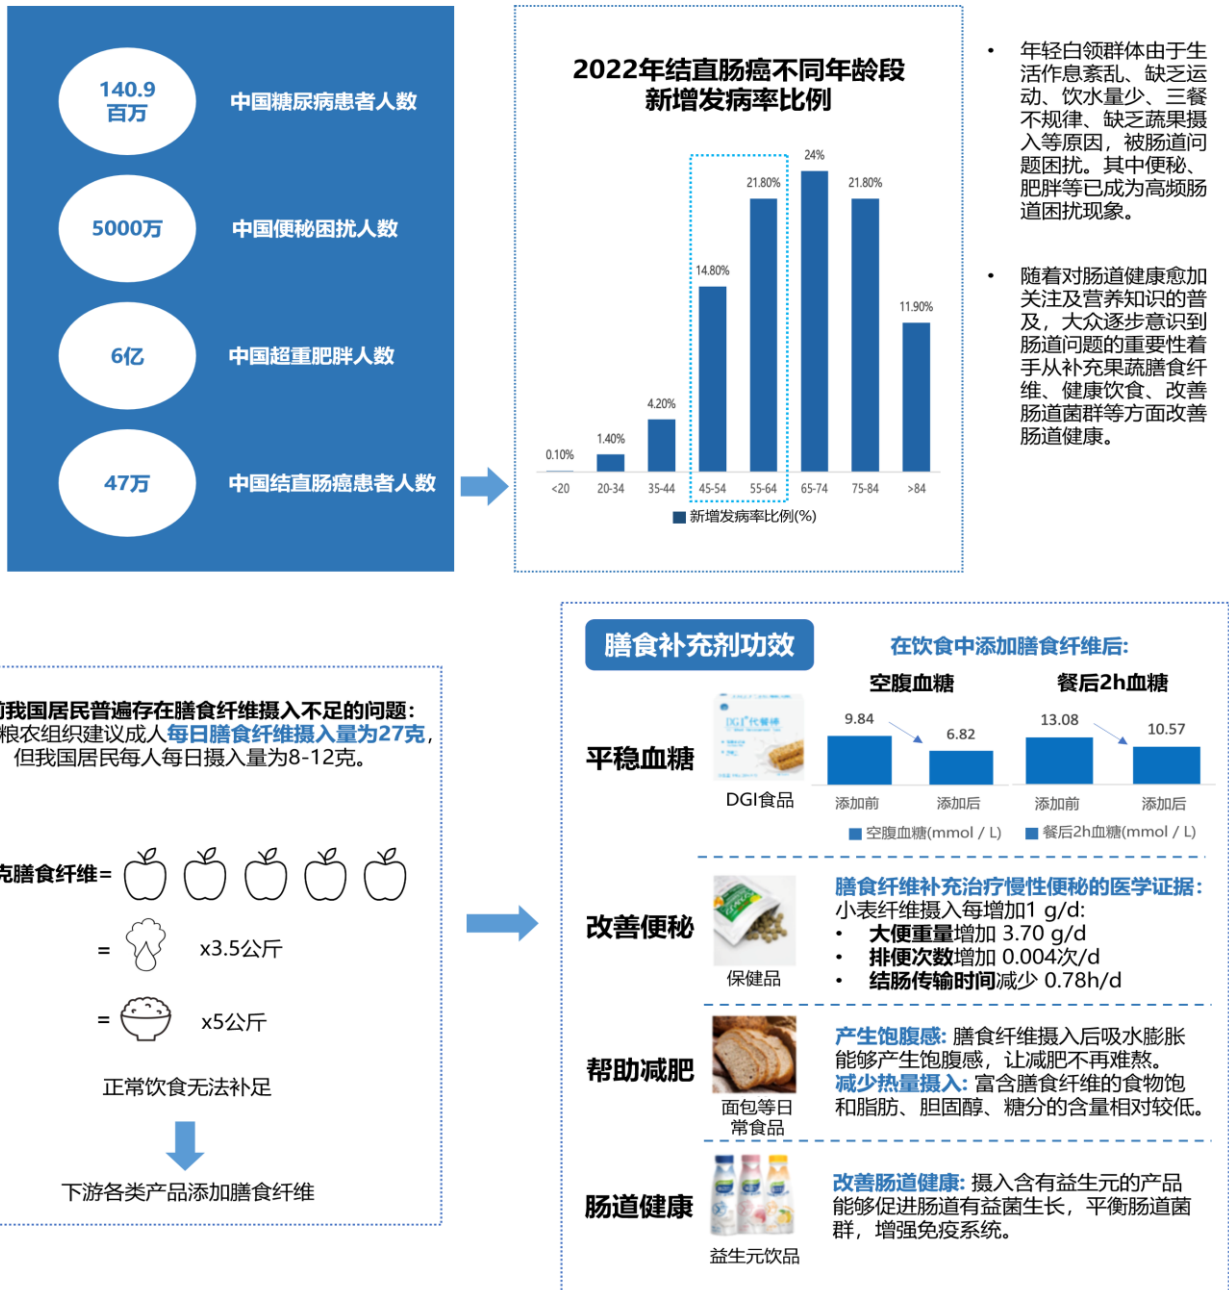 140.9
百万
中国糖尿病患者人数
5000万
中国便秘困扰人数
6亿
中国超重肥胖人数
47万
中国结直肠癌患者人数
2022年结直肠癌不同年龄段
新增发病率比例
0.10%
1.40%
4.20%
14.80%
21.80%
24%
21.80%
11.90%
<20
20-34
35-44
45-54
55-64
65-74
75-84
>84
新增发病率比例(%)
• 年轻白领群体由于生
活作息紊乱、缺乏运
动、饮水量少、三餐
不规律、缺乏蔬果摄
入等原因，被肠道问
题困扰。其中便秘、
肥胖等已成为高频肠
道困扰现象。
• 随着对肠道健康愈加
关注及营养知识的普
及，大众逐步意识到
肠道问题的重要性着
手从补充果蔬膳食纤
维、健康饮食、改善
肠道菌群等方面改善
肠道健康。
我国居民普遍存在膳食纤维摄入不足的问题：
粮农组织建议成人每日膳食纤维摄入量为27克，
但我国居民每人每日摄入量为8-12克。
克膳食纤维=
=
x3.5公斤
=
x5公斤
正常饮食无法补足
下游各类产品添加膳食纤维
膳食补充剂功效
在饮食中添加膳食纤维后:
平稳血糖
DGI代餐棒
DGI食品
空腹血糖
9.84
6.82
添加前
添加后
空腹血糖(mmol / L)
餐后2h血糖
13.08
10.57
添加前
添加后
餐后2h血糖(mmol / L)
改善便秘
保健品
膳食纤维补充治疗慢性便秘的医学证据：
小表纤维摄入每增加1 g/d:
• 大便重量增加 3.70 g/d
• 排便次数增加 0.004次/d
• 结肠传输时间减少 0.78h/d
帮助减肥
面包等日
常食品
产生饱腹感: 膳食纤维摄入后吸水膨胀
能够产生饱腹感，让减肥不再难熬。
减少热量摄入: 富含膳食纤维的食物饱
和脂肪、胆固醇、糖分的含量相对较低。
肠道健康
益生元饮品
改善肠道健康: 摄入含有益生元的产品
能够促进肠道有益菌生长，平衡肠道菌
群，增强免疫系统。